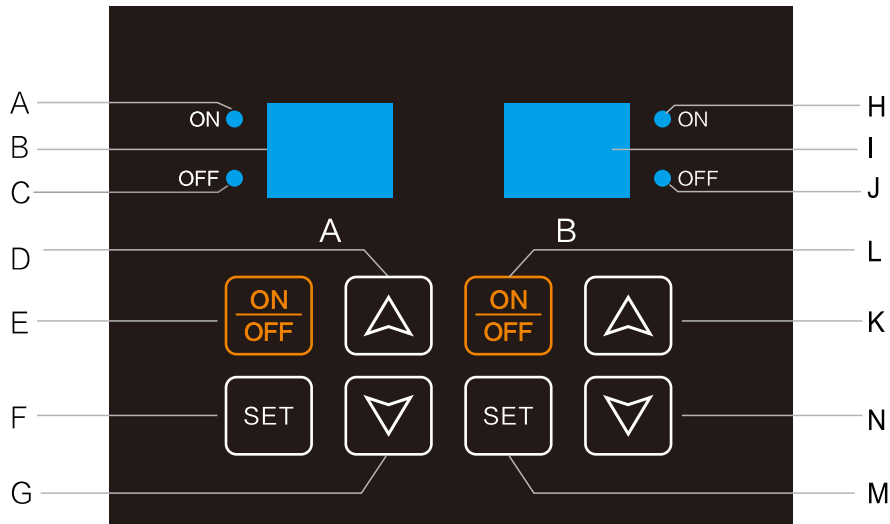 A ON ON H
B I
C OFF OFF J
A B
D L
ON ON
E OFF OFF K
F SET SET N
G M